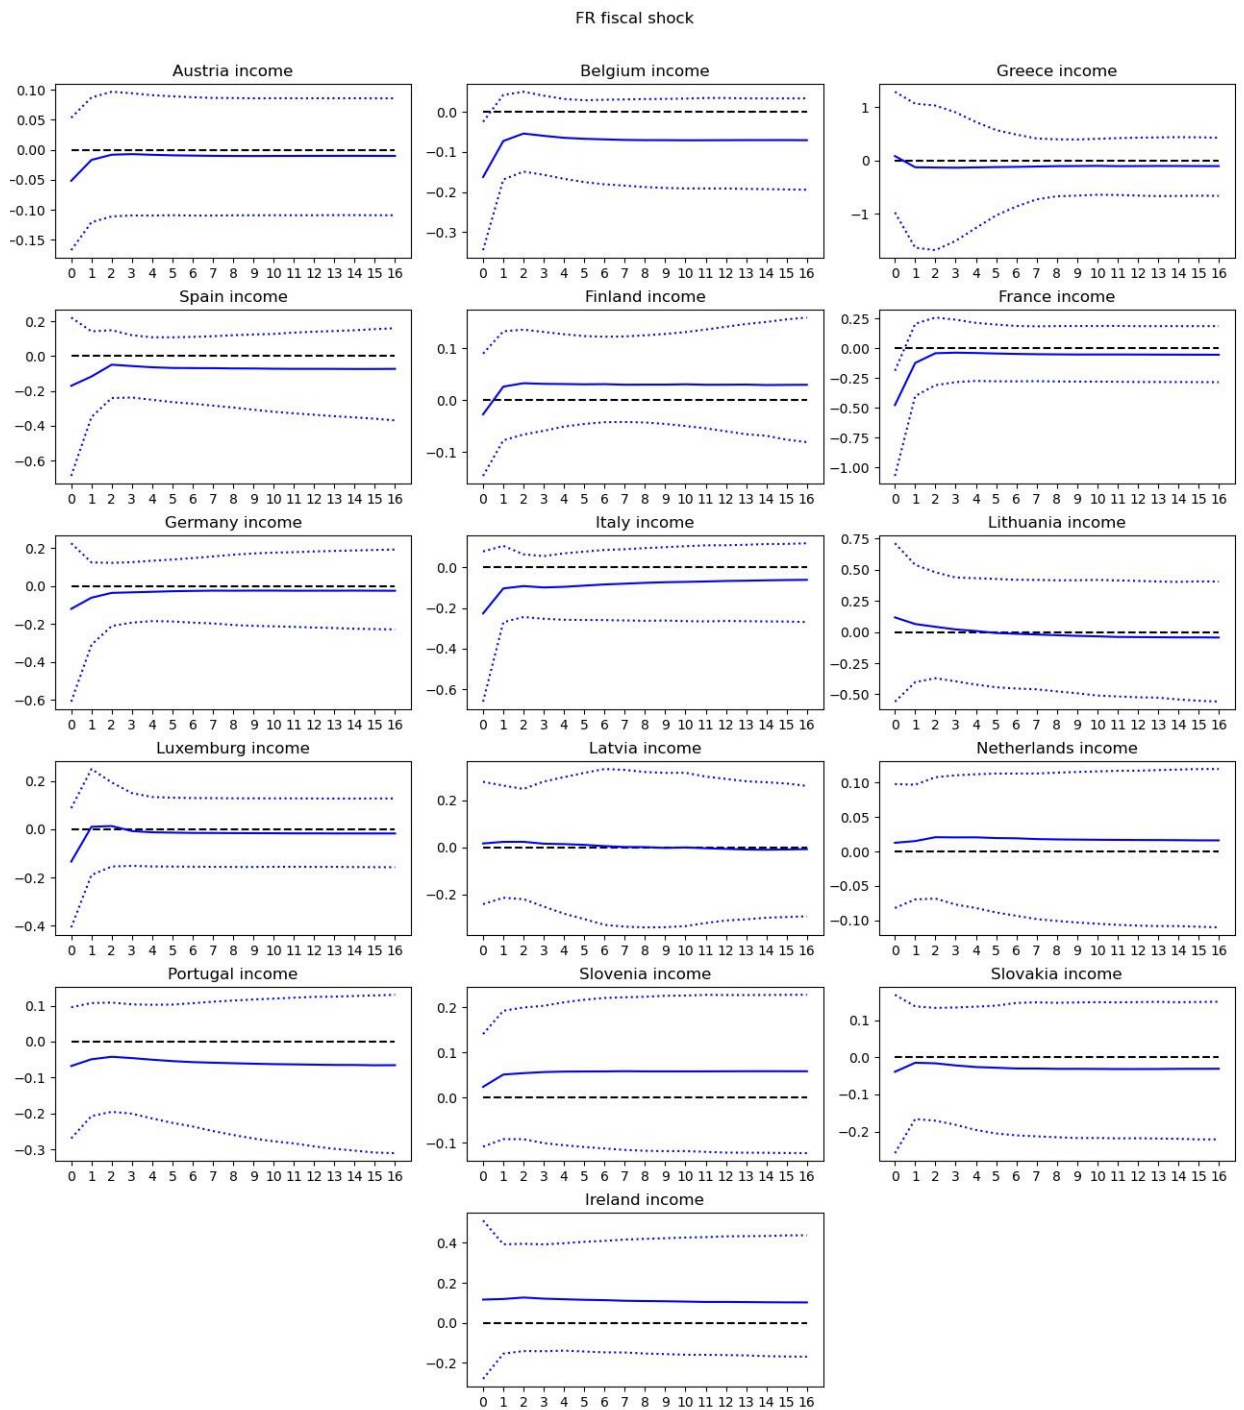 FR fiscal shock
Austria income
Belgium income
Greece income
0.10
0.05
0.00
−0.05
−0.10
−0.15
0 1 2 3 4 5 6 7 8 9 10 11 12 13 14 15 16
0.0
−0.1
−0.2
−0.3
0 1 2 3 4 5 6 7 8 9 10 11 12 13 14 15 16
1
0
−1
0 1 2 3 4 5 6 7 8 9 10 11 12 13 14 15 16
Spain income
Finland income
France income
0.2
0.0
−0.2
−0.4
−0.6
0 1 2 3 4 5 6 7 8 9 10 11 12 13 14 15 16
0.1
0.0
−0.1
0 1 2 3 4 5 6 7 8 9 10 11 12 13 14 15 16
0.25
0.00
−0.25
−0.50
−0.75
−1.00
0 1 2 3 4 5 6 7 8 9 10 11 12 13 14 15 16
Germany income
Italy income
Lithuania income
0.2
0.0
−0.2
−0.4
−0.6
0 1 2 3 4 5 6 7 8 9 10 11 12 13 14 15 16
0.0
−0.2
−0.4
−0.6
0 1 2 3 4 5 6 7 8 9 10 11 12 13 14 15 16
0.75
0.50
0.25
0.00
−0.25
−0.50
0 1 2 3 4 5 6 7 8 9 10 11 12 13 14 15 16
Luxemburg income
Latvia income
Netherlands income
0.2
0.0
−0.2
−0.4
0 1 2 3 4 5 6 7 8 9 10 11 12 13 14 15 16
0.2
0.0
−0.2
0 1 2 3 4 5 6 7 8 9 10 11 12 13 14 15 16
0.10
0.05
0.00
−0.05
−0.10
0 1 2 3 4 5 6 7 8 9 10 11 12 13 14 15 16
Portugal income
Slovenia income
Slovakia income
0.1
0.0
−0.1
−0.2
−0.3
0 1 2 3 4 5 6 7 8 9 10 11 12 13 14 15 16
0.2
0.1
0.0
−0.1
0 1 2 3 4 5 6 7 8 9 10 11 12 13 14 15 16
0.1
0.0
−0.1
−0.2
0 1 2 3 4 5 6 7 8 9 10 11 12 13 14 15 16
Ireland income
0.4
0.2
0.0
−0.2
0 1 2 3 4 5 6 7 8 9 10 11 12 13 14 15 16